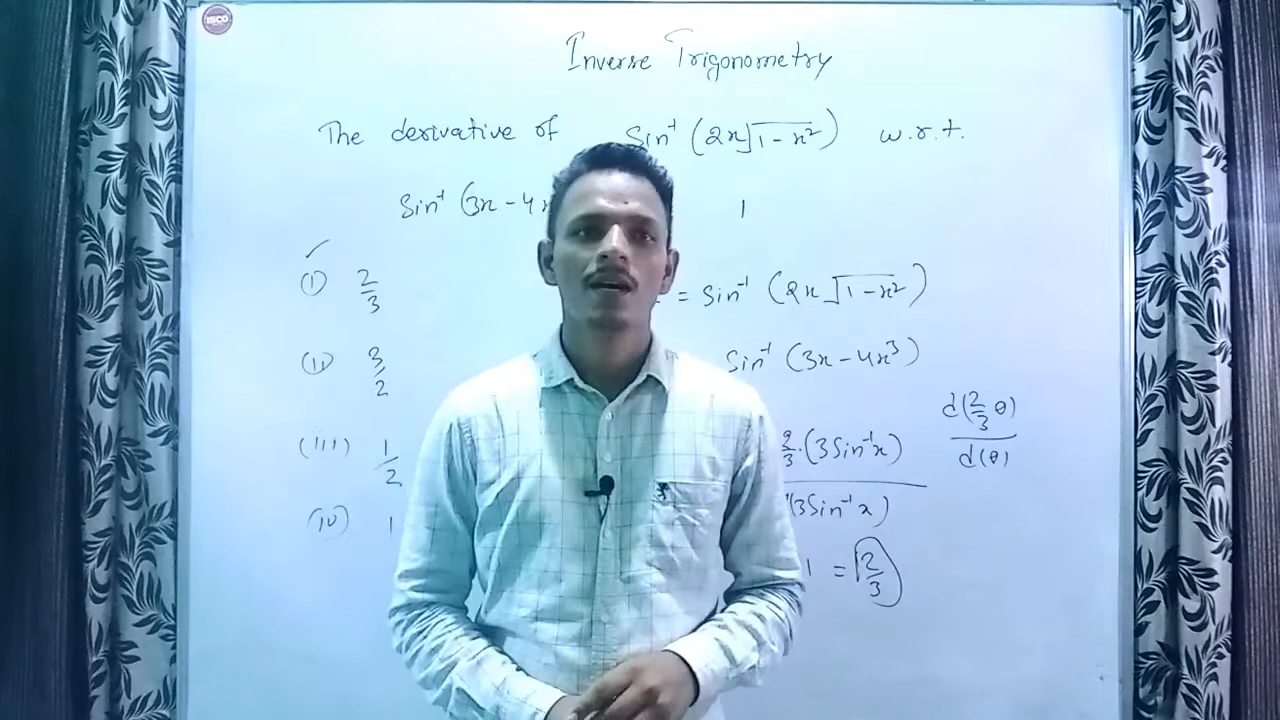 ISCO
Inverse Trigonometry
The derivative of Sin⁻¹ (2x√1-x²) w.r.t.
Sin⁻¹ (3x - 4x 1
(i) 2/3
= Sin⁻¹ (2x √1-x²)
(ii) 3/2
Sin⁻¹ (3x-4x³)
(iii) 1/2
2/3·(3Sin⁻¹x)
(3Sin⁻¹x)
d(2/3 θ)
d(θ)
(iv) 1
1 = 2/3